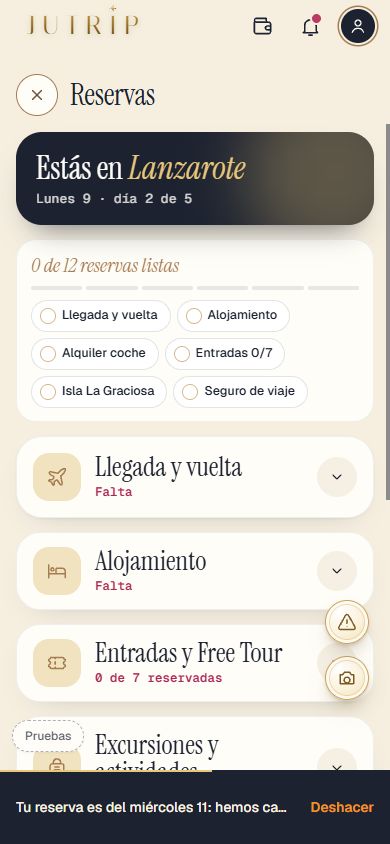 JUTRIP
Reservas
Estás en Lanzarote
Lunes 9 · día 2 de 5
0 de 12 reservas listas
Llegada y vuelta
Alojamiento
Alquiler coche
Entradas 0/7
Isla La Graciosa
Seguro de viaje
Llegada y vuelta
Falta
Alojamiento
Falta
Entradas y Free Tour
0 de 7 reservadas
Pruebas
Excursiones y
actividades
Tu reserva es del miércoles 11: hemos ca...
Deshacer